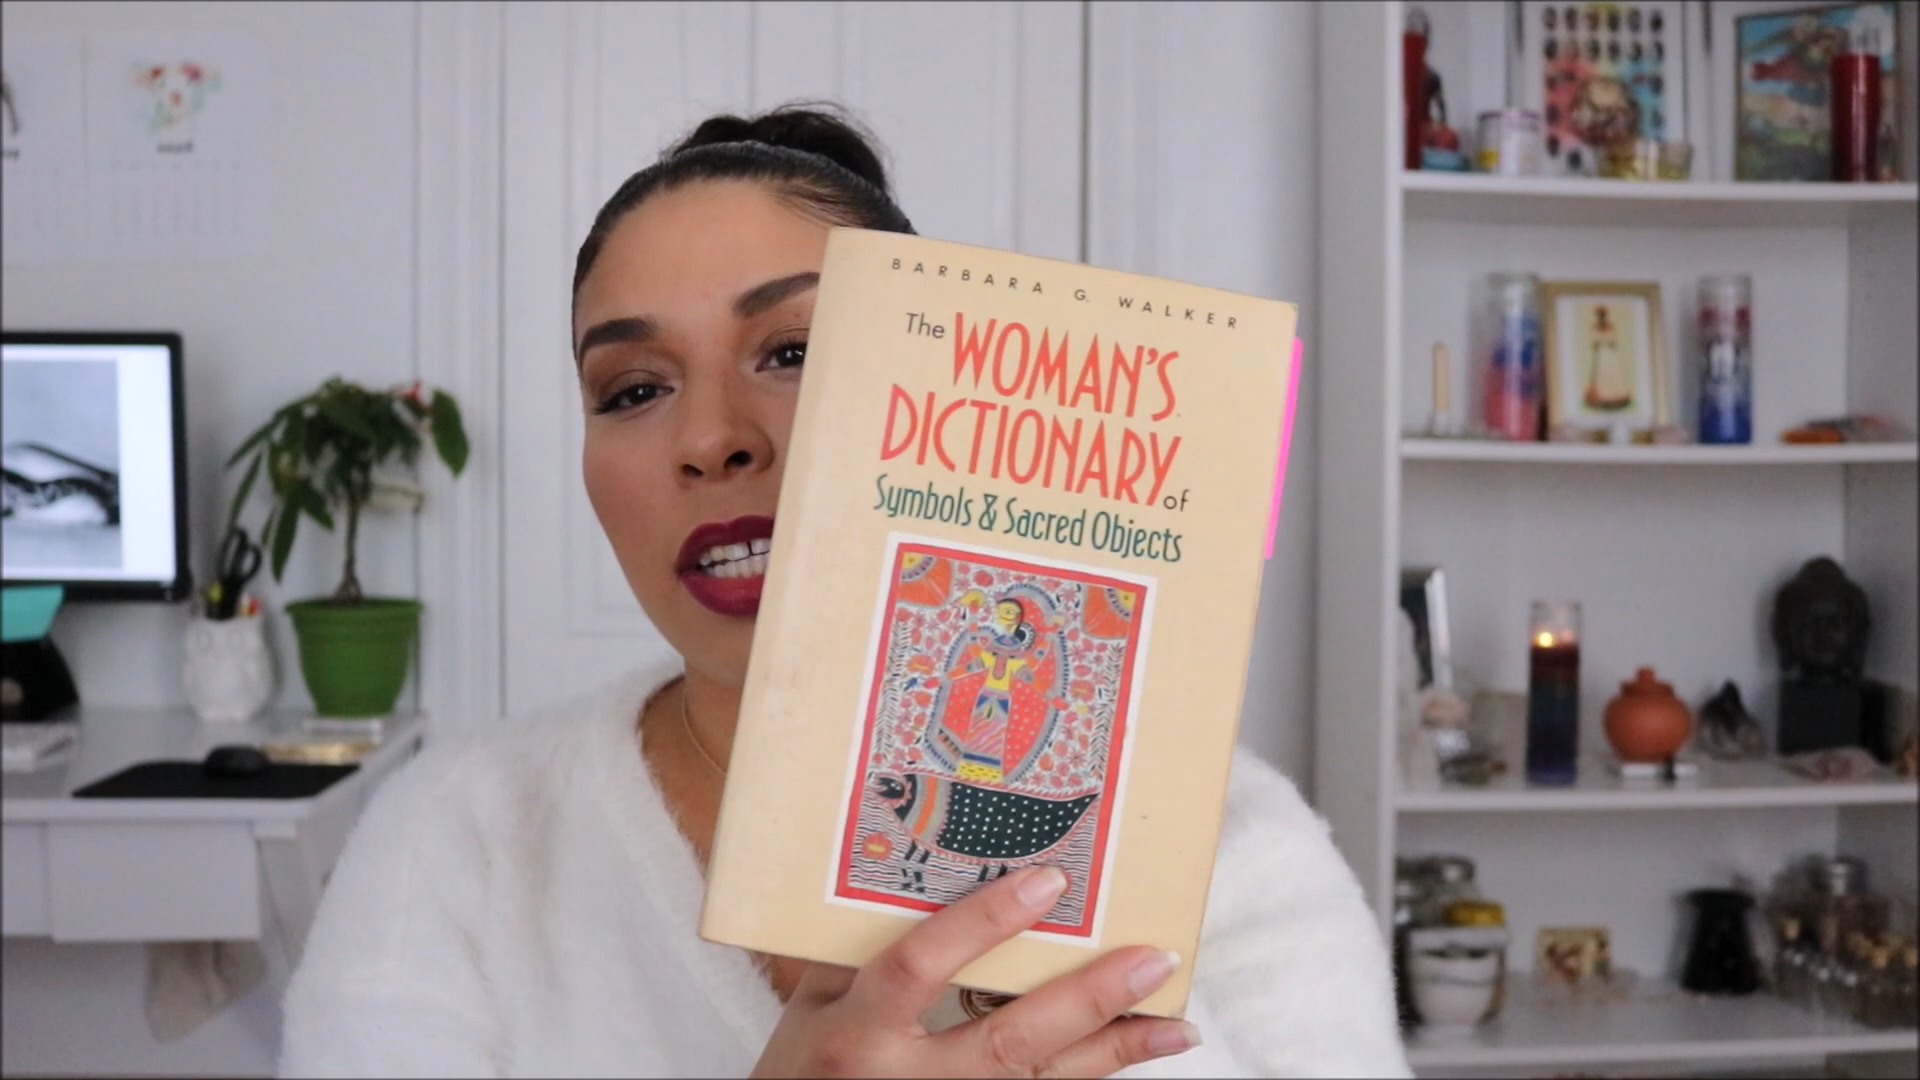 BARBARA G. WALKER
The WOMAN'S
DICTIONARY of
Symbols & Sacred Objects